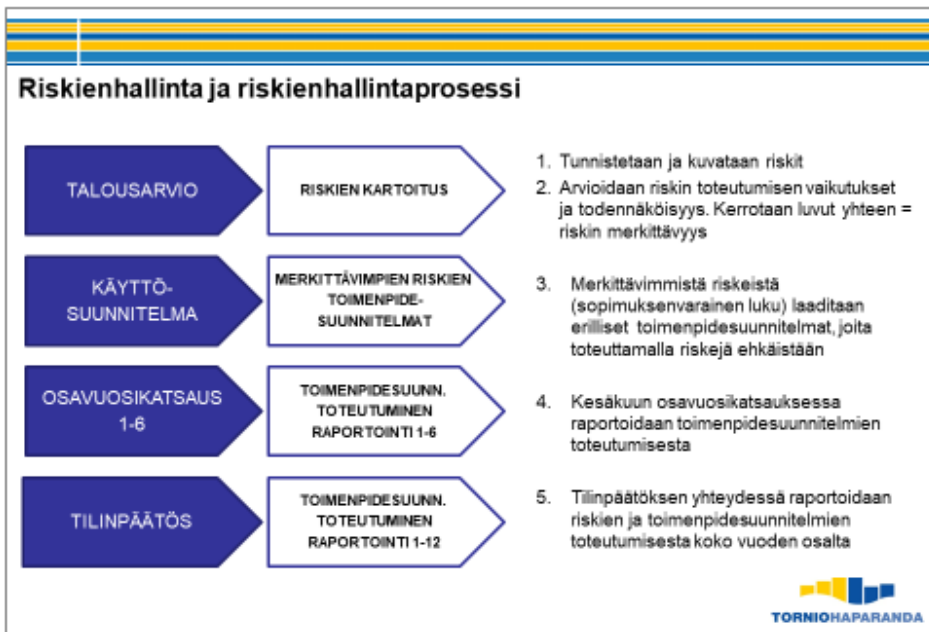 Riskienhallinta ja riskienhallintaprosessi
TALOUSARVIO
RISKIEN KARTOITUS
1. Tunnistetaan ja kuvataan riskit
2. Arvioidaan riskin toteutumisen vaikutukset
ja todennäköisyys. Kerrotaan luvut yhteen =
riskin merkittävyys
KÄYTTÖ-
SUUNNITELMA
MERKITTÄVIMPIEN RISKIEN
TOIMENPIDE-
SUUNNITELMAT
3. Merkittävimmistä riskeistä
(sopimuksenvarainen luku) laaditaan
erilliset toimenpidesuunnitelmat, joita
toteuttamalla riskejä ehkäistään
OSAVUOSIKATSAUS
1-6
TOIMENPIDESUUNN.
TOTEUTUMINEN
RAPORTOINTI 1-6
4. Kesäkuun osavuosikatsauksessa
raportoidaan toimenpidesuunnitelmien
toteutumisesta
TILINPÄÄTÖS
TOIMENPIDESUUNN.
TOTEUTUMINEN
RAPORTOINTI 1-12
5. Tilinpäätöksen yhteydessä raportoidaan
riskien ja toimenpidesuunnitelmien
toteutumisesta koko vuoden osalta
TORNIOHAPARANDA